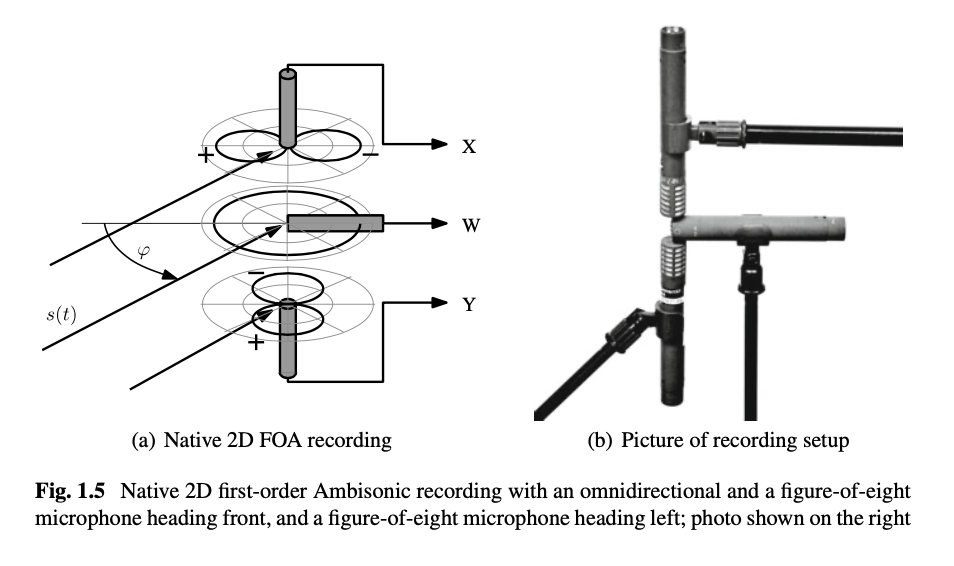 X
+
−
W
φ
−
s(t)
Y
+
(a) Native 2D FOA recording
(b) Picture of recording setup
Fig. 1.5 Native 2D first-order Ambisonic recording with an omnidirectional and a figure-of-eight
microphone heading front, and a figure-of-eight microphone heading left; photo shown on the right